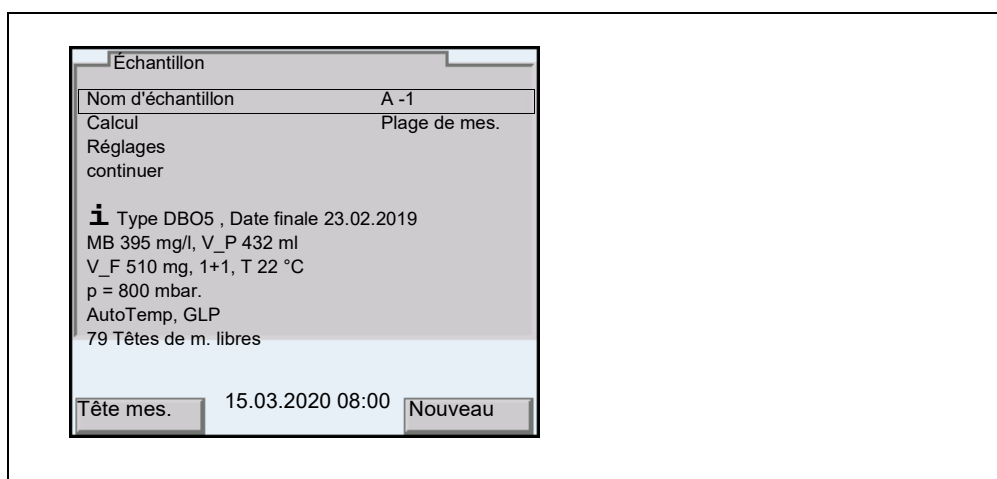 Échantillon
Nom d'échantillon A -1
Calcul Plage de mes.
Réglages
continuer
i Type DBO5 , Date finale 23.02.2019
MB 395 mg/l, V_P 432 ml
V_F 510 mg, 1+1, T 22 °C
p = 800 mbar.
AutoTemp, GLP
79 Têtes de m. libres
Tête mes. 15.03.2020 08:00 Nouveau